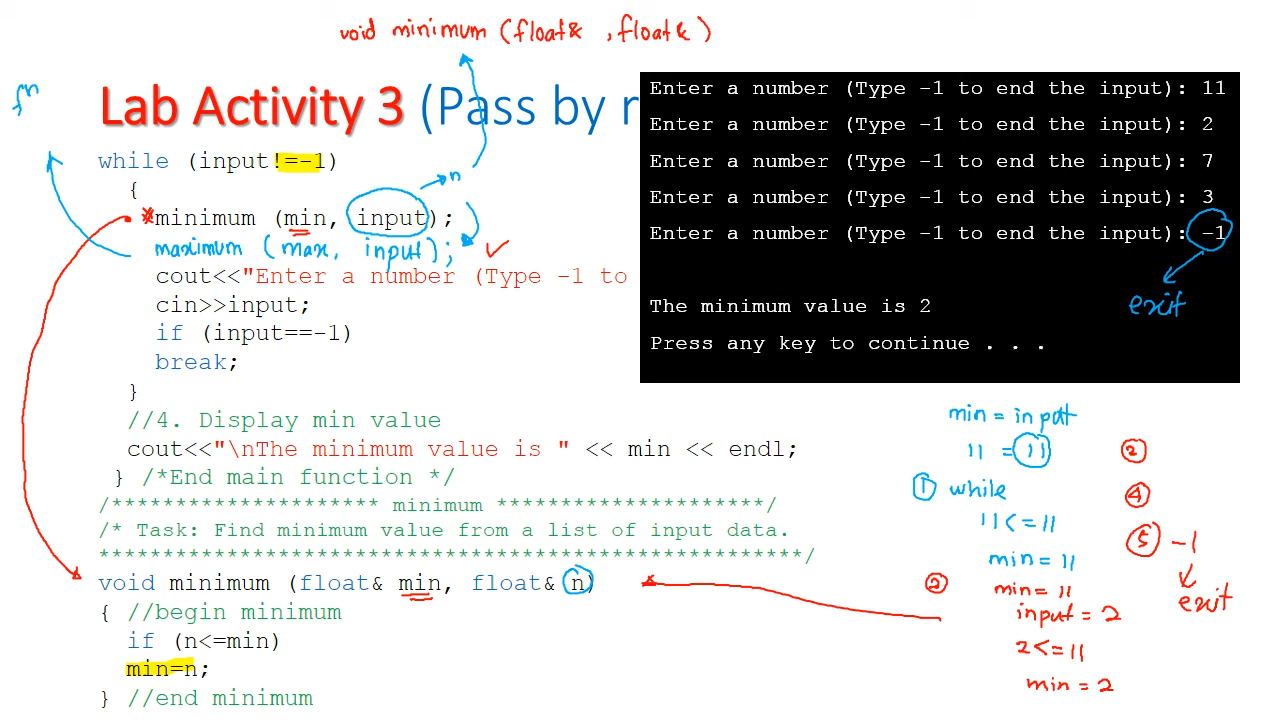 void minimum (float& ,float& )
fn
Lab Activity 3 (Pass by r
while (input!=-1)
{
*minimum (min, input);
n
maximum (max, input);
cout<<"Enter a number (Type -1 to
cin>>input;
if (input==-1)
break;
}
//4. Display min value
cout<<"\nThe minimum value is " << min << endl;
} /*End main function */
/********************* minimum *********************/
/* Task: Find minimum value from a list of input data.
*******************************************************/
void minimum (float& min, float& n)
{ //begin minimum
if (n<=min)
min=n;
} //end minimum
Enter a number (Type -1 to end the input): 11
Enter a number (Type -1 to end the input): 2
Enter a number (Type -1 to end the input): 7
Enter a number (Type -1 to end the input): 3
Enter a number (Type -1 to end the input): -1
exit
The minimum value is 2
Press any key to continue . . .
min = input
11 = 11
1 while
11 <= 11
min = 11
2 min = 11
input = 2
2 <= 11
min = 2
2
4
5 -1
exit